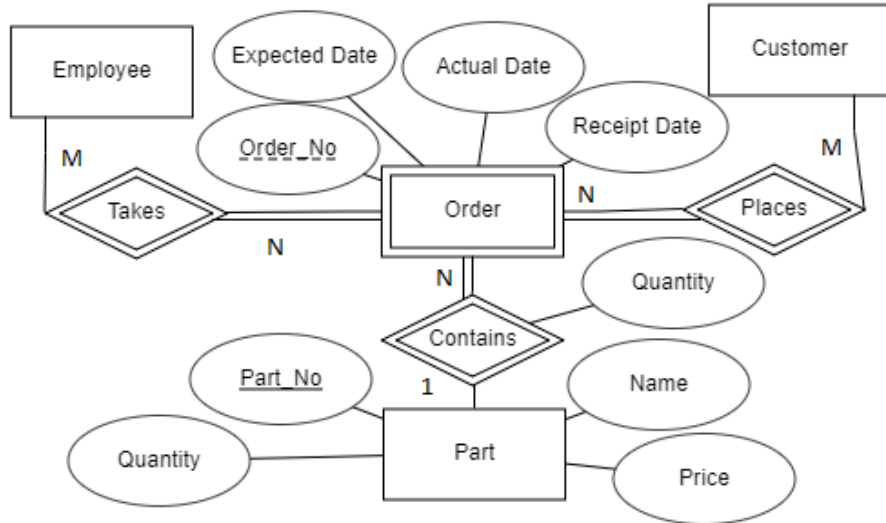 Employee
Expected Date
Actual Date
Customer
Order_No
Receipt Date
M
M
Takes
Order
N
Places
N
N
Quantity
Contains
Part_No
1
Name
Quantity
Part
Price